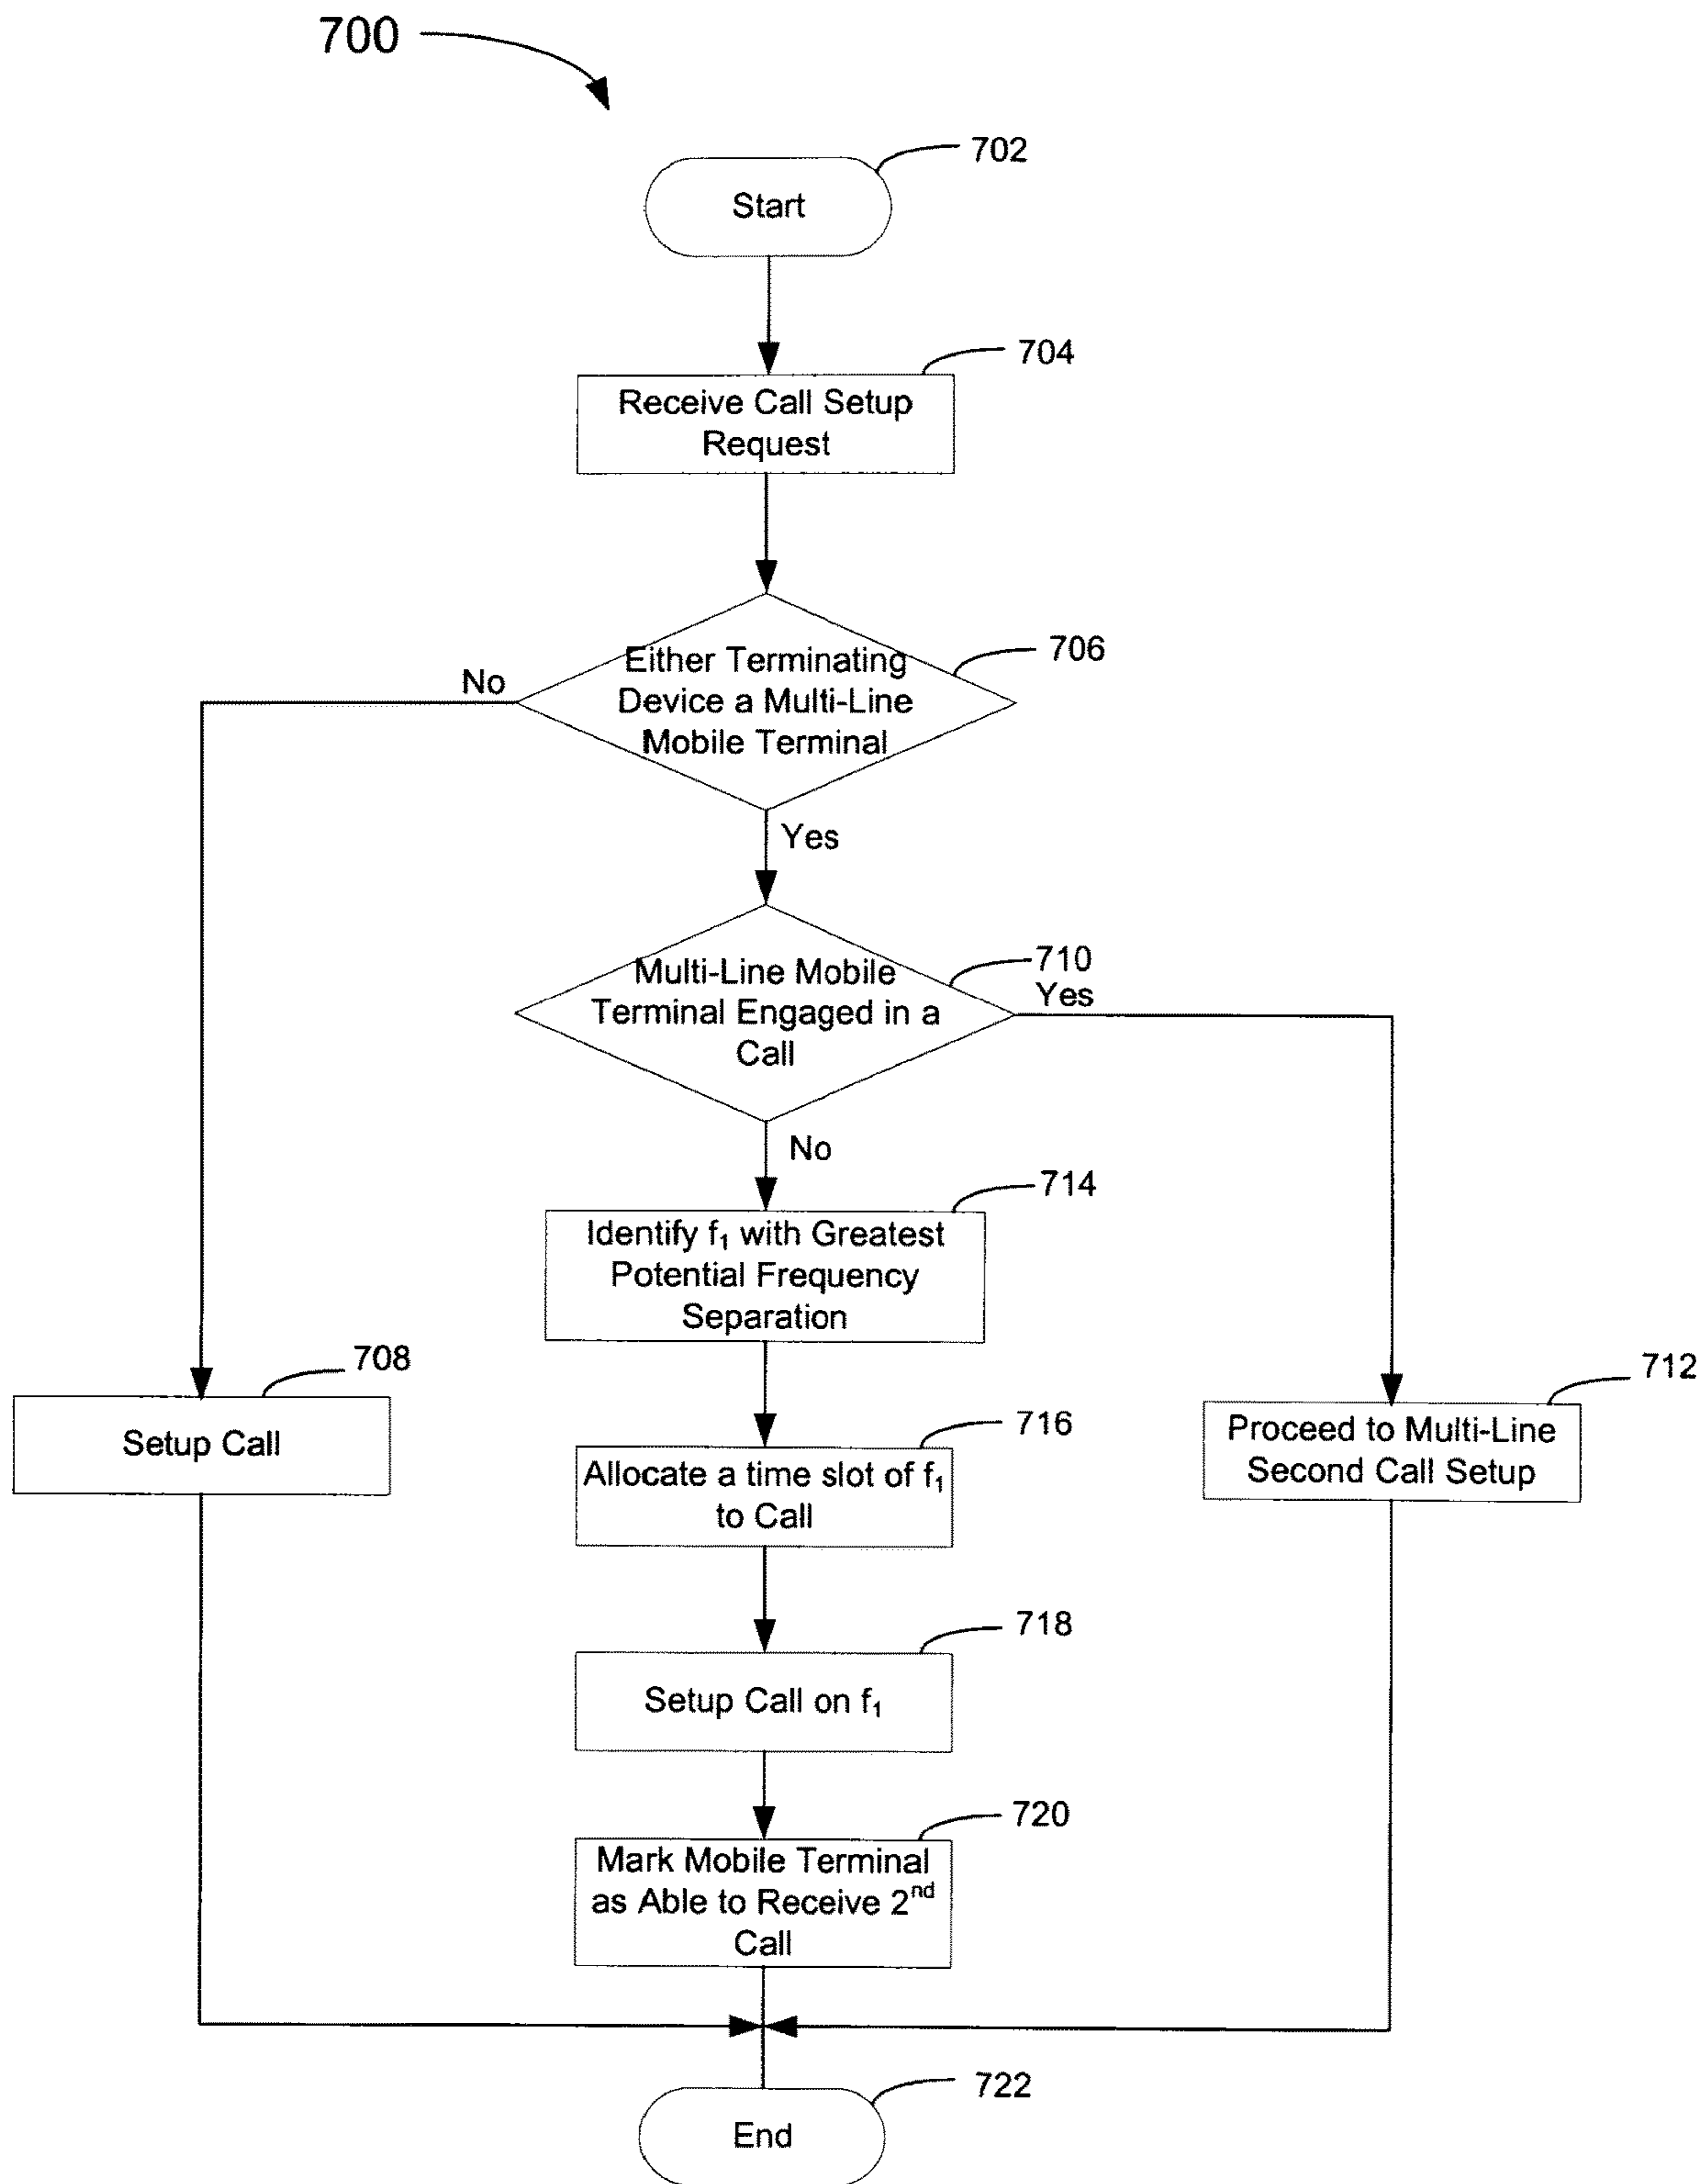 700
702
Start
704
Receive Call Setup
Request
706
Either Terminating
Device a Multi-Line
Mobile Terminal
No
Yes
710
Multi-Line Mobile
Terminal Engaged in a
Call
Yes
No
714
Identify f₁ with Greatest
Potential Frequency
Separation
708
Setup Call
712
Proceed to Multi-Line
Second Call Setup
716
Allocate a time slot of f₁
to Call
718
Setup Call on f₁
720
Mark Mobile Terminal
as Able to Receive 2ⁿᵈ
Call
722
End